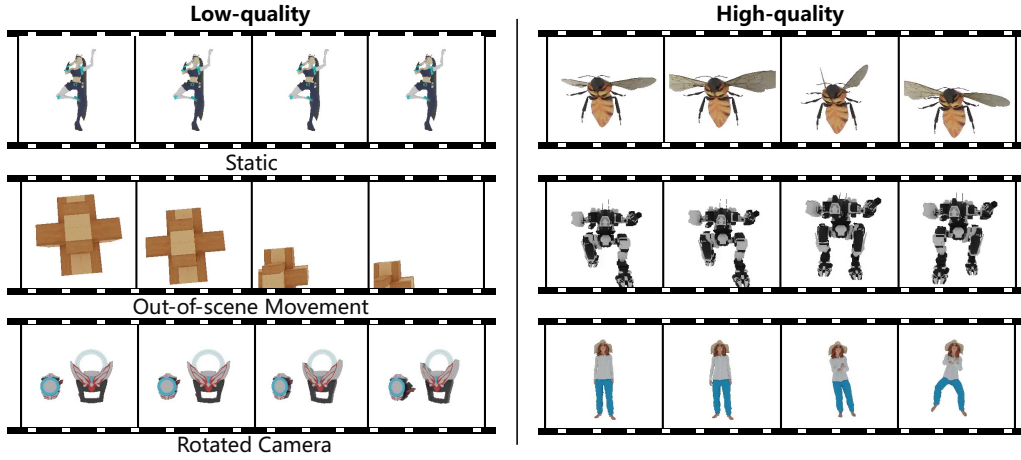 Low-quality
High-quality
Static
Out-of-scene Movement
Rotated Camera